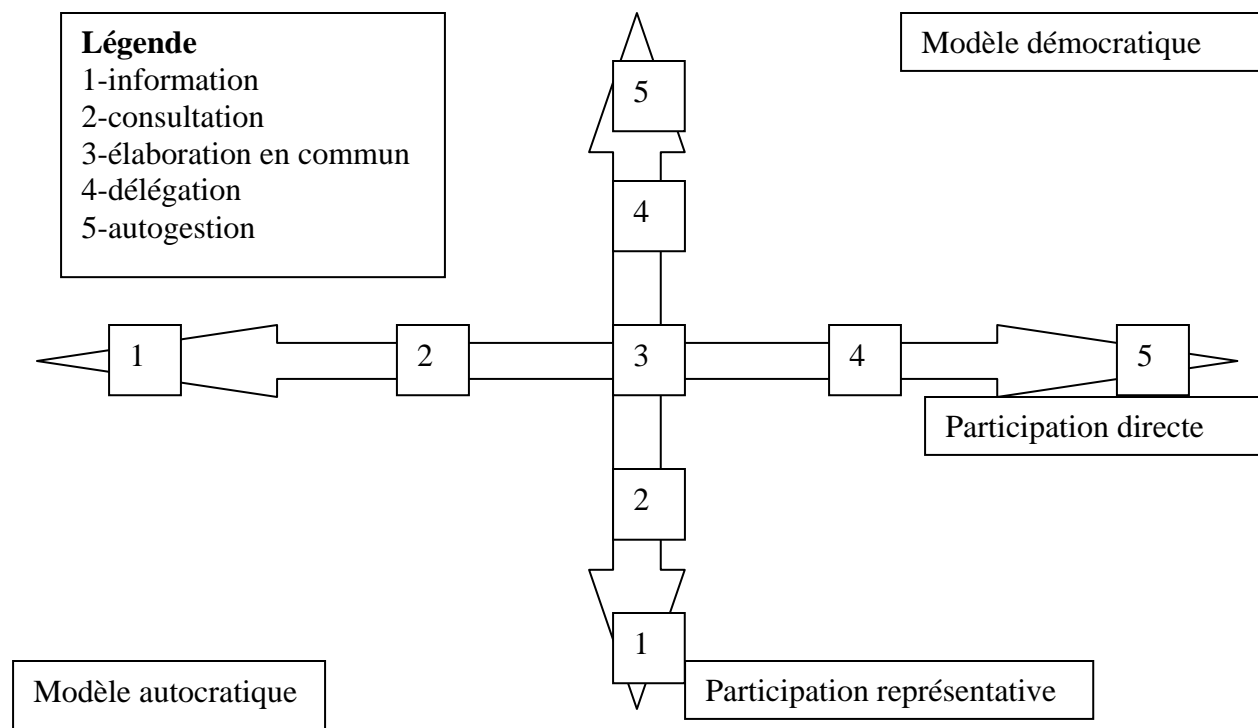 Légende
1-information
2-consultation
3-élaboration en commun
4-délégation
5-autogestion
Modèle démocratique
5
4
1
2
3
4
5
Participation directe
2
1
Modèle autocratique
Participation représentative